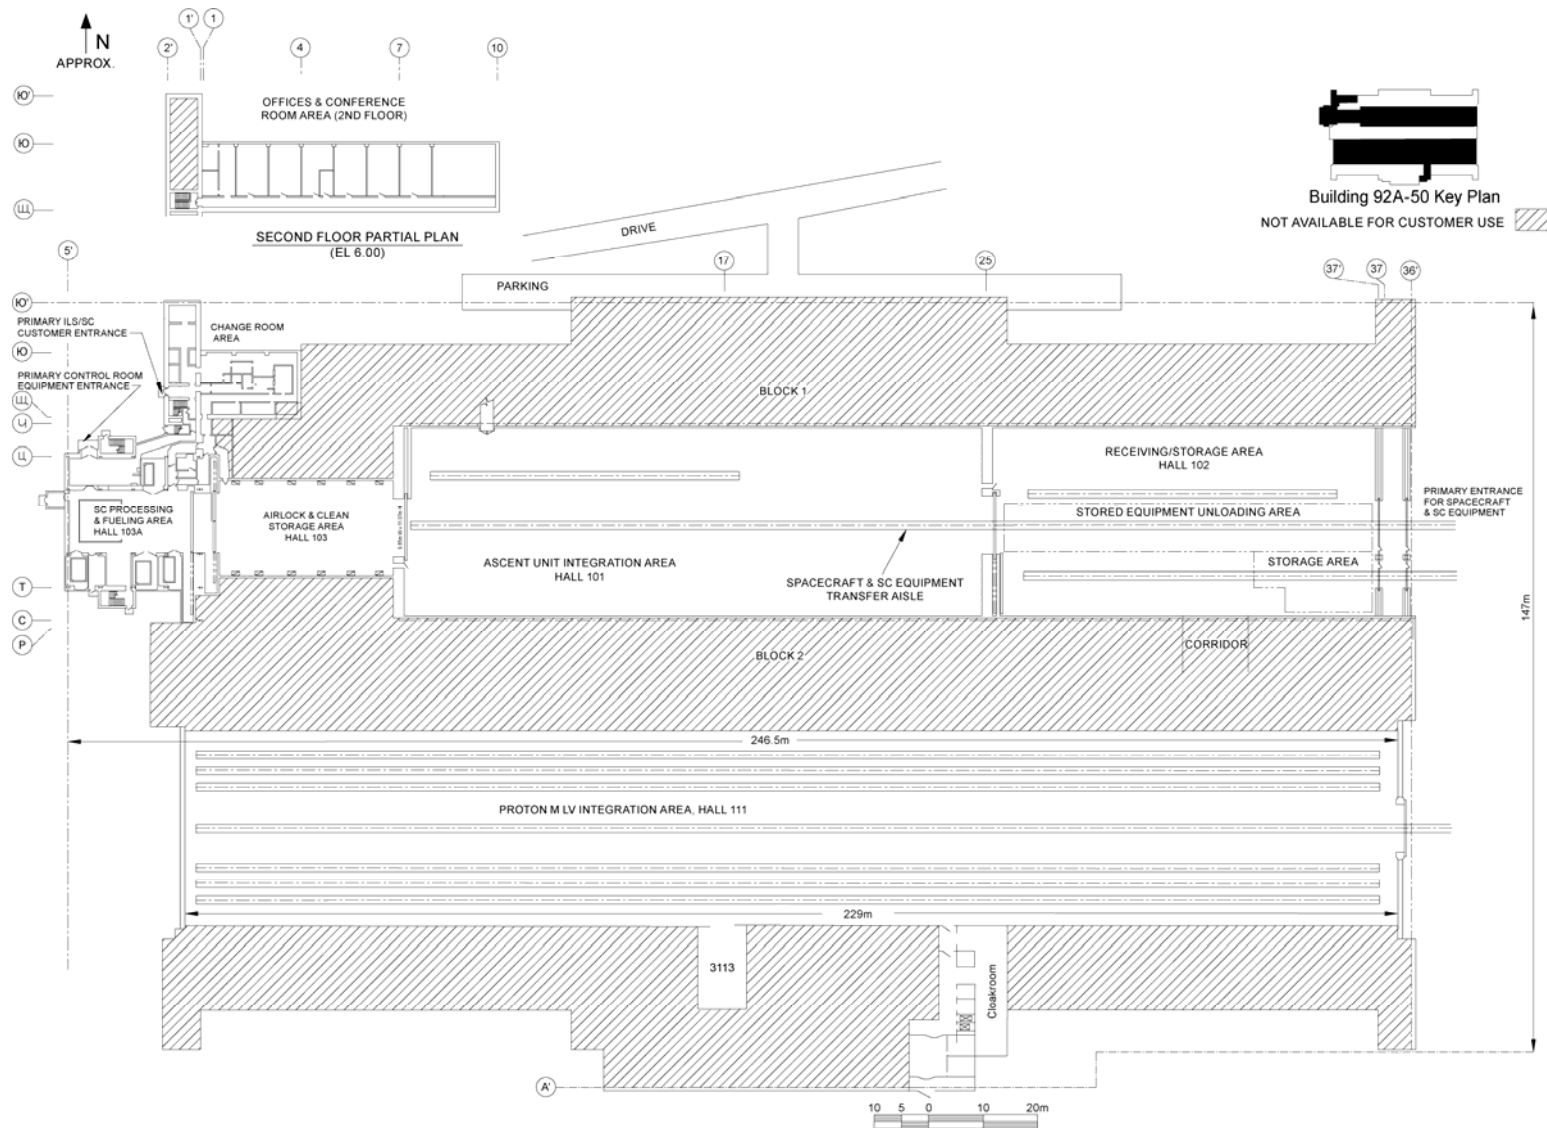 1'
1
N
APPROX.
2'
4
7
10
Ю'
OFFICES & CONFERENCE
ROOM AREA (2ND FLOOR)
Ю
Щ
SECOND FLOOR PARTIAL PLAN
(EL 6.00)
Building 92A-50 Key Plan
NOT AVAILABLE FOR CUSTOMER USE
DRIVE
5'
17
25
37'
37
36'
PARKING
Ю'
PRIMARY ILS/SC
CUSTOMER ENTRANCE
CHANGE ROOM
AREA
Ю
PRIMARY CONTROL ROOM
EQUIPMENT ENTRANCE
BLOCK 1
Щ
Ч
Ц
RECEIVING/STORAGE AREA
HALL 102
PRIMARY ENTRANCE
FOR SPACECRAFT
& SC EQUIPMENT
SC PROCESSING
& FUELING AREA
HALL 103A
AIRLOCK & CLEAN
STORAGE AREA
HALL 103
STORED EQUIPMENT UNLOADING AREA
ASCENT UNIT INTEGRATION AREA
HALL 101
STORAGE AREA
SPACECRAFT & SC EQUIPMENT
TRANSFER AISLE
Т
С
Р
147m
CORRIDOR
BLOCK 2
246.5m
PROTON M LV INTEGRATION AREA, HALL 111
229m
3113
Cloakroom
А'
10 5 0 10 20m